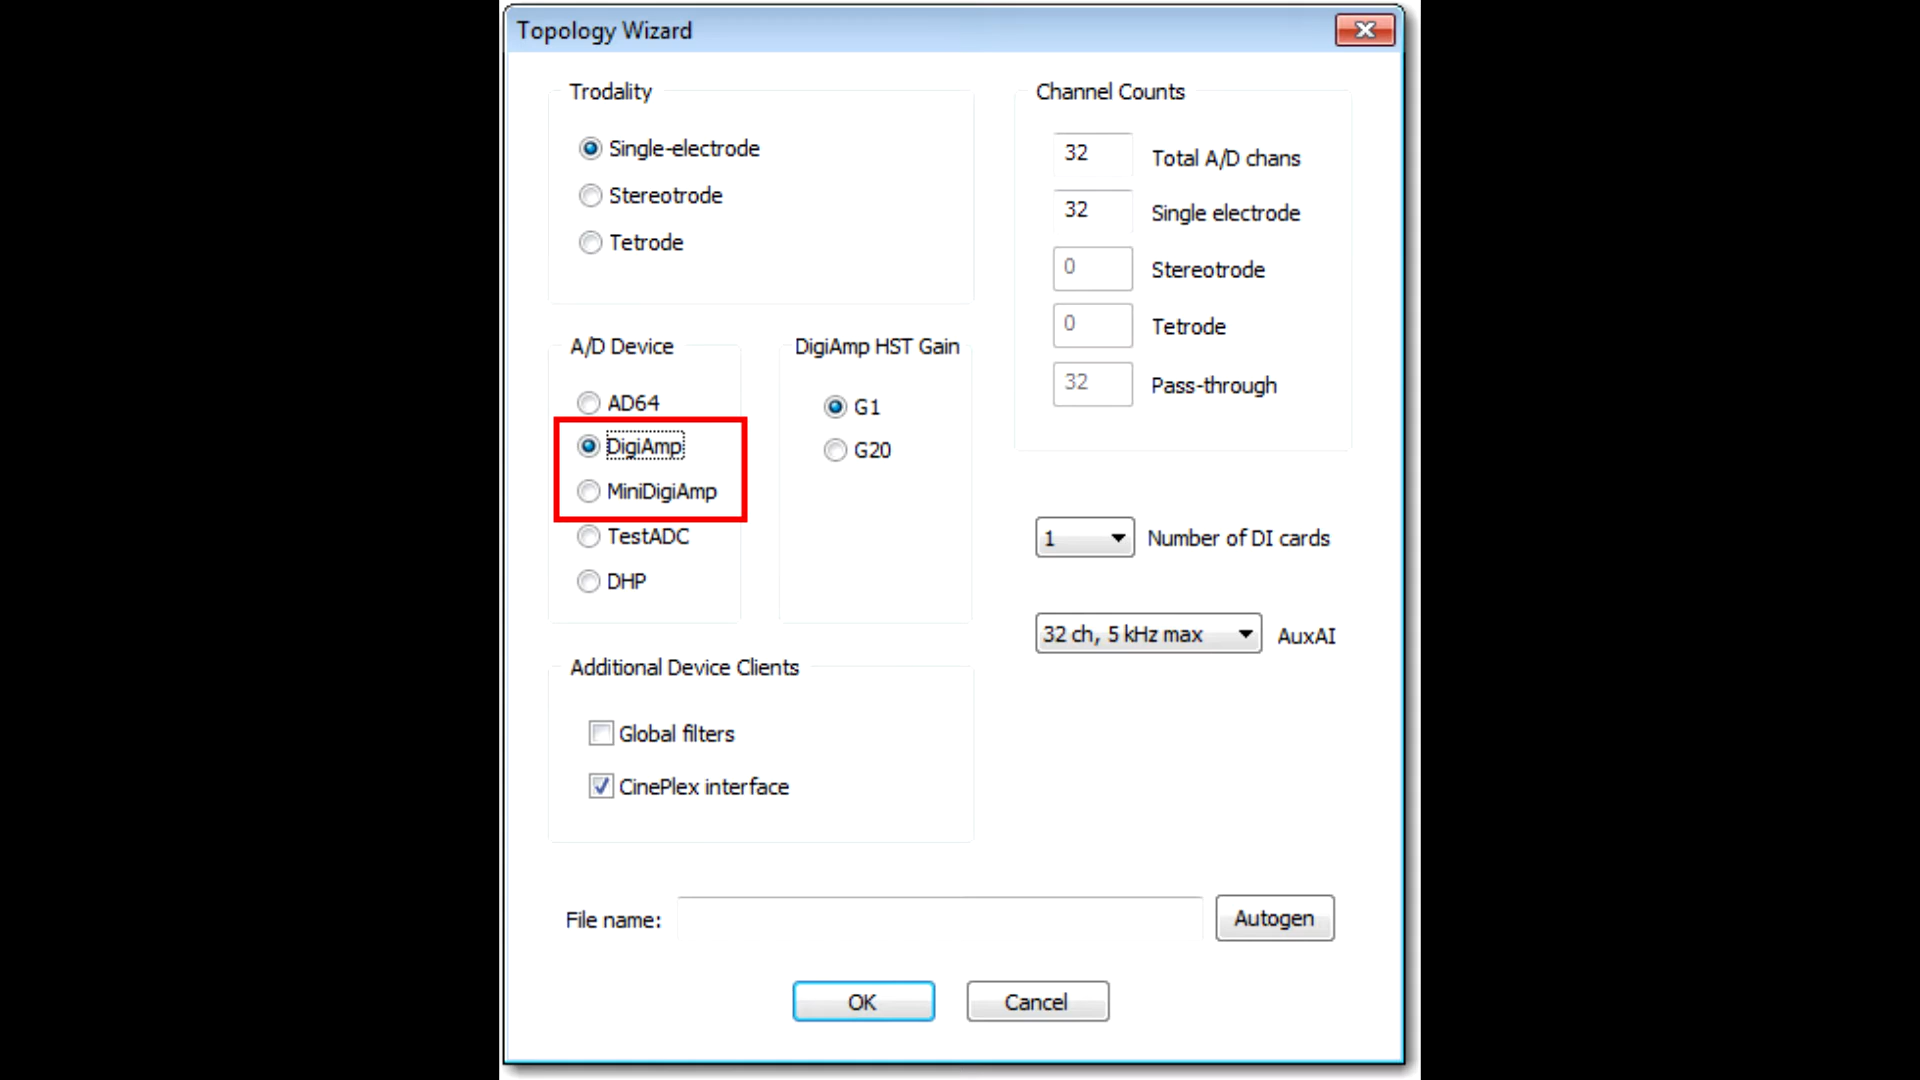 Topology Wizard
Trodality
Single-electrode
Stereotrode
Tetrode
Channel Counts
32 Total A/D chans
32 Single electrode
0 Stereotrode
0 Tetrode
32 Pass-through
A/D Device
AD64
DigiAmp
MiniDigiAmp
TestADC
DHP
DigiAmp HST Gain
G1
G20
1 Number of DI cards
32 ch, 5 kHz max AuxAI
Additional Device Clients
Global filters
CinePlex interface
File name: Autogen
OK Cancel